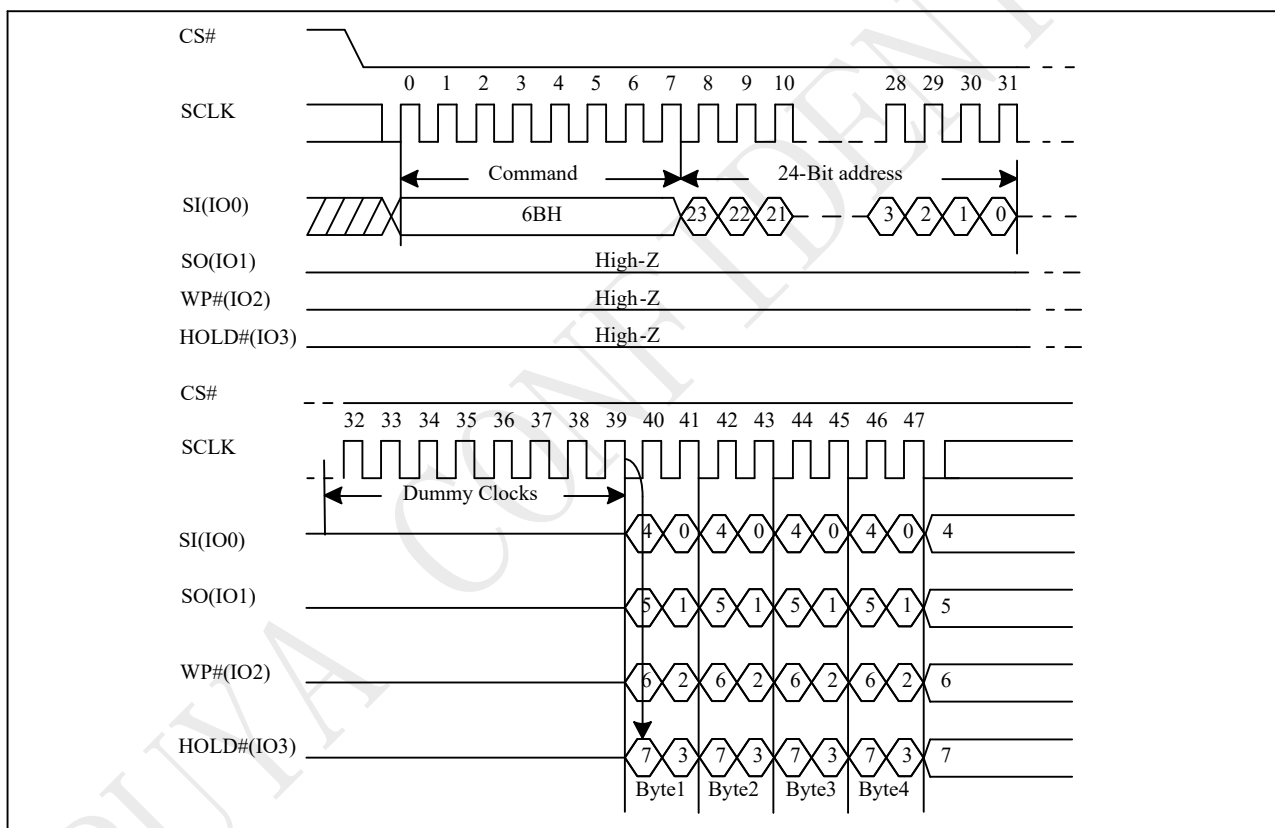 CS#
0 1 2 3 4 5 6 7 8 9 10 28 29 30 31
SCLK
Command 24-Bit address
SI(IO0) 6BH 23 22 21 3 2 1 0
SO(IO1) High-Z
WP#(IO2) High-Z
HOLD#(IO3) High-Z
CS#
32 33 34 35 36 37 38 39 40 41 42 43 44 45 46 47
SCLK
Dummy Clocks
SI(IO0) 4 0 4 0 4 0 4 0 4
SO(IO1) 5 1 5 1 5 1 5 1 5
WP#(IO2) 6 2 6 2 6 2 6 2 6
HOLD#(IO3) 7 3 7 3 7 3 7 3 7
Byte1 Byte2 Byte3 Byte4
PUYA CONFIDENT